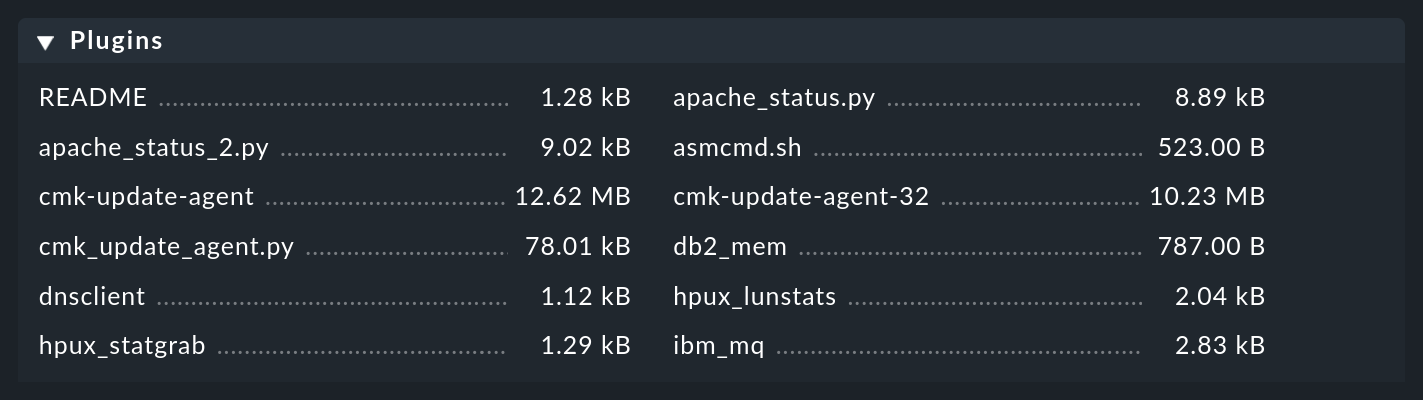 Plugins
README 1.28 kB apache_status.py 8.89 kB
apache_status_2.py 9.02 kB asmcmd.sh 523.00 B
cmk-update-agent 12.62 MB cmk-update-agent-32 10.23 MB
cmk_update_agent.py 78.01 kB db2_mem 787.00 B
dnsclient 1.12 kB hpux_lunstats 2.04 kB
hpux_statgrab 1.29 kB ibm_mq 2.83 kB